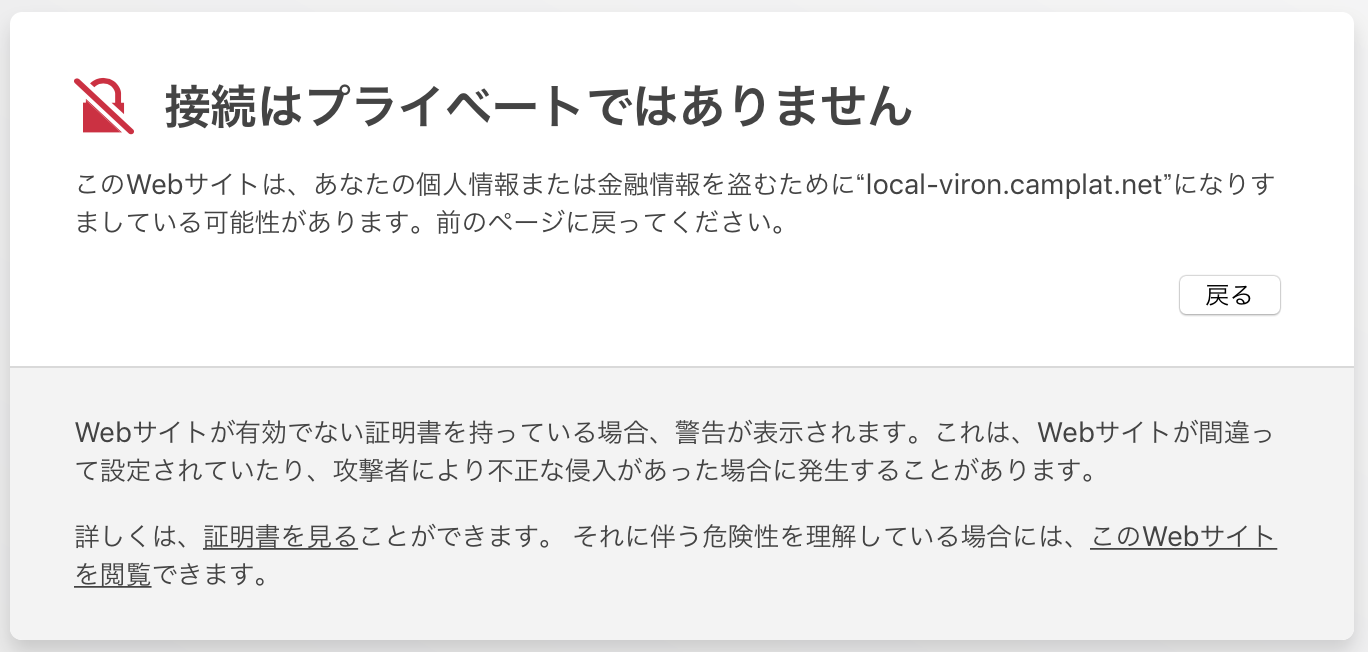 接続はプライベートではありません
このWebサイトは、あなたの個人情報または金融情報を盗むために“local-viron.camplat.net”になりす
ましている可能性があります。前のページに戻ってください。
戻る
Webサイトが有効でない証明書を持っている場合、警告が表示されます。これは、Webサイトが間違っ
て設定されていたり、攻撃者により不正な侵入があった場合に発生することがあります。
詳しくは、証明書を見ることができます。 それに伴う危険性を理解している場合には、このWebサイト
を閲覧できます。